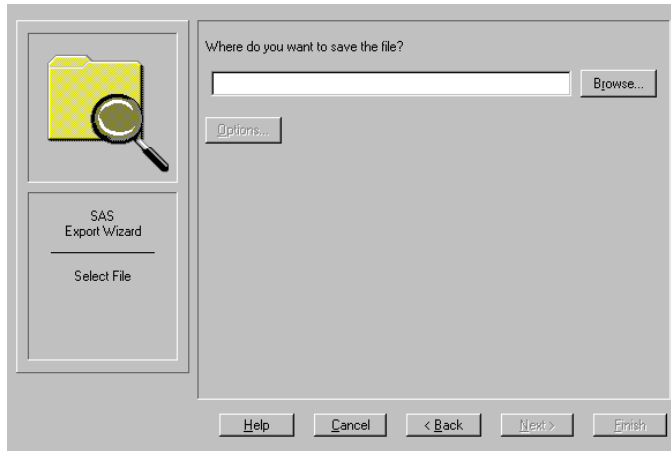 Where do you want to save the file?
Browse...
Options...
SAS
Export Wizard
Select File
Help
Cancel
< Back
Next >
Finish